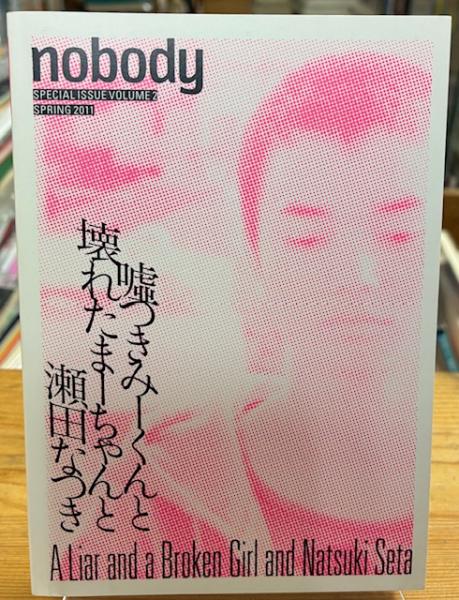 nobody
SPECIAL ISSUE VOLUME 2
SPRING 2011
嘘つきみーくんと
壊れたまーちゃんと
瀬田なつき
A Liar and a Broken Girl and Natsuki Seta